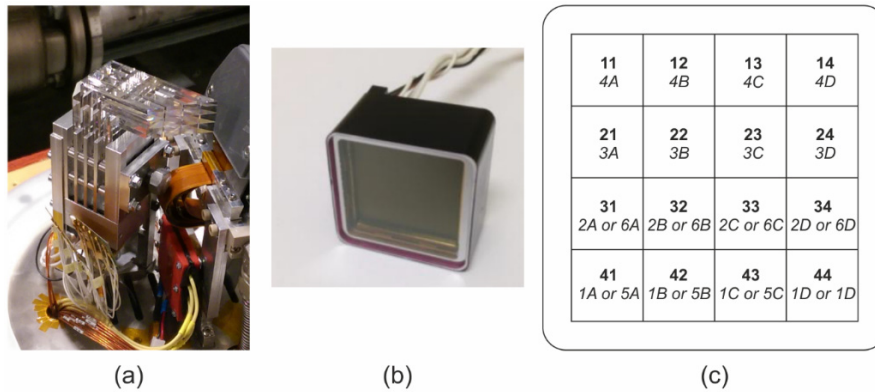 11 12 13 14
4A 4B 4C 4D
21 22 23 24
3A 3B 3C 3D
31 32 33 34
2A or 6A 2B or 6B 2C or 6C 2D or 6D
41 42 43 44
1A or 5A 1B or 5B 1C or 5C 1D or 1D
(a) (b) (c)